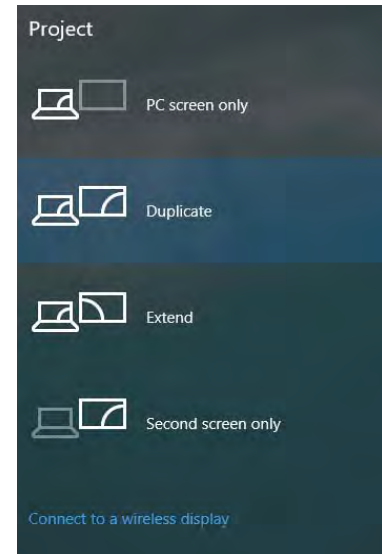 Project
PC screen only
Duplicate
Extend
Second screen only
Connect to a wireless display